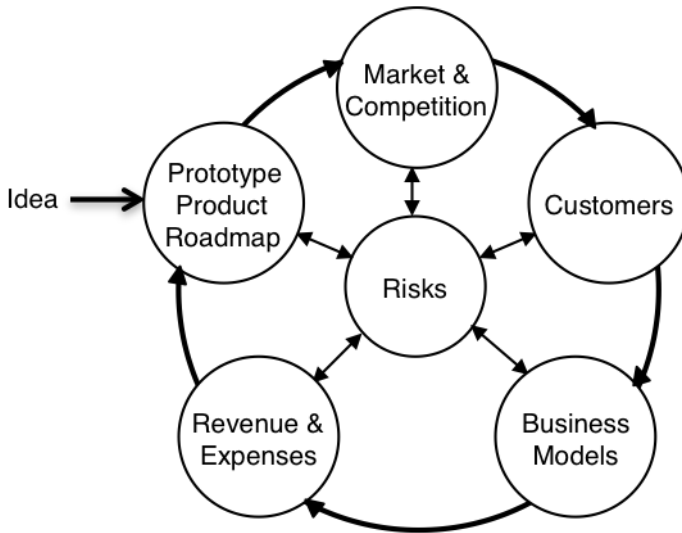 Market &
Competition
Idea
Prototype
Product
Roadmap
Customers
Risks
Revenue &
Expenses
Business
Models